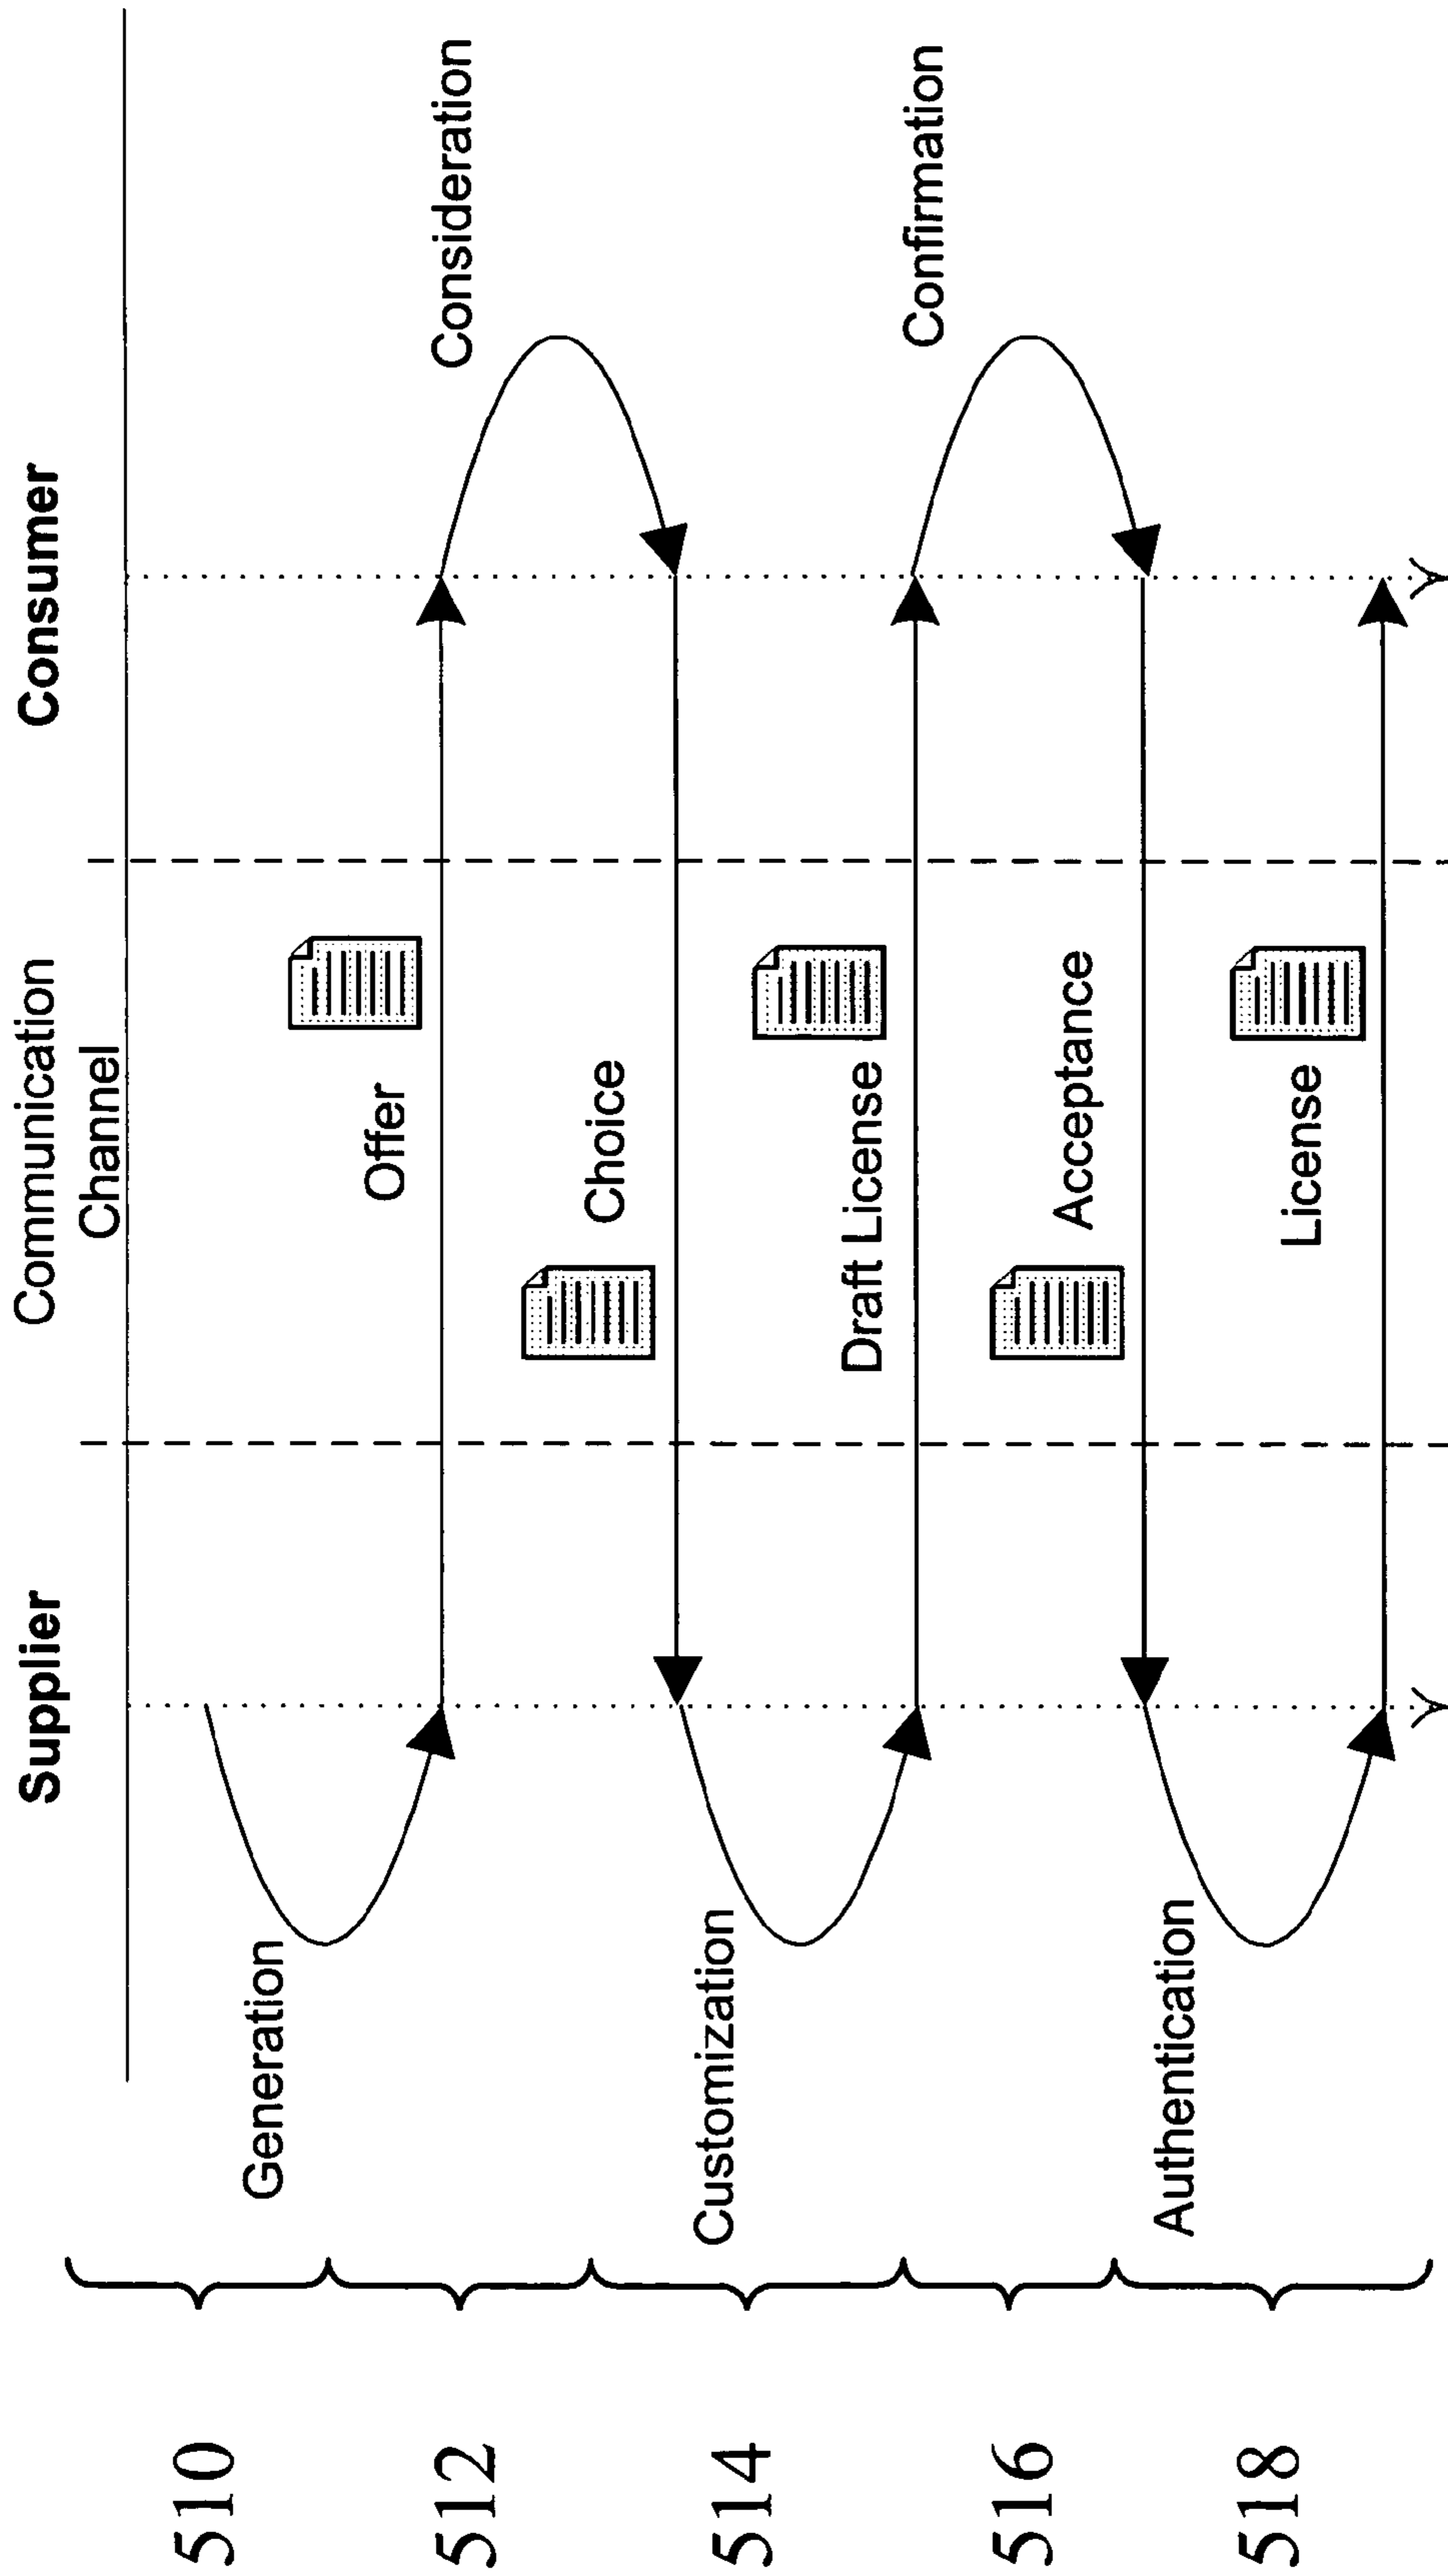 Supplier
Communication
Channel
Consumer
510
Generation
Offer
512
Consideration
Choice
514
Customization
Draft License
516
Confirmation
Acceptance
518
Authentication
License